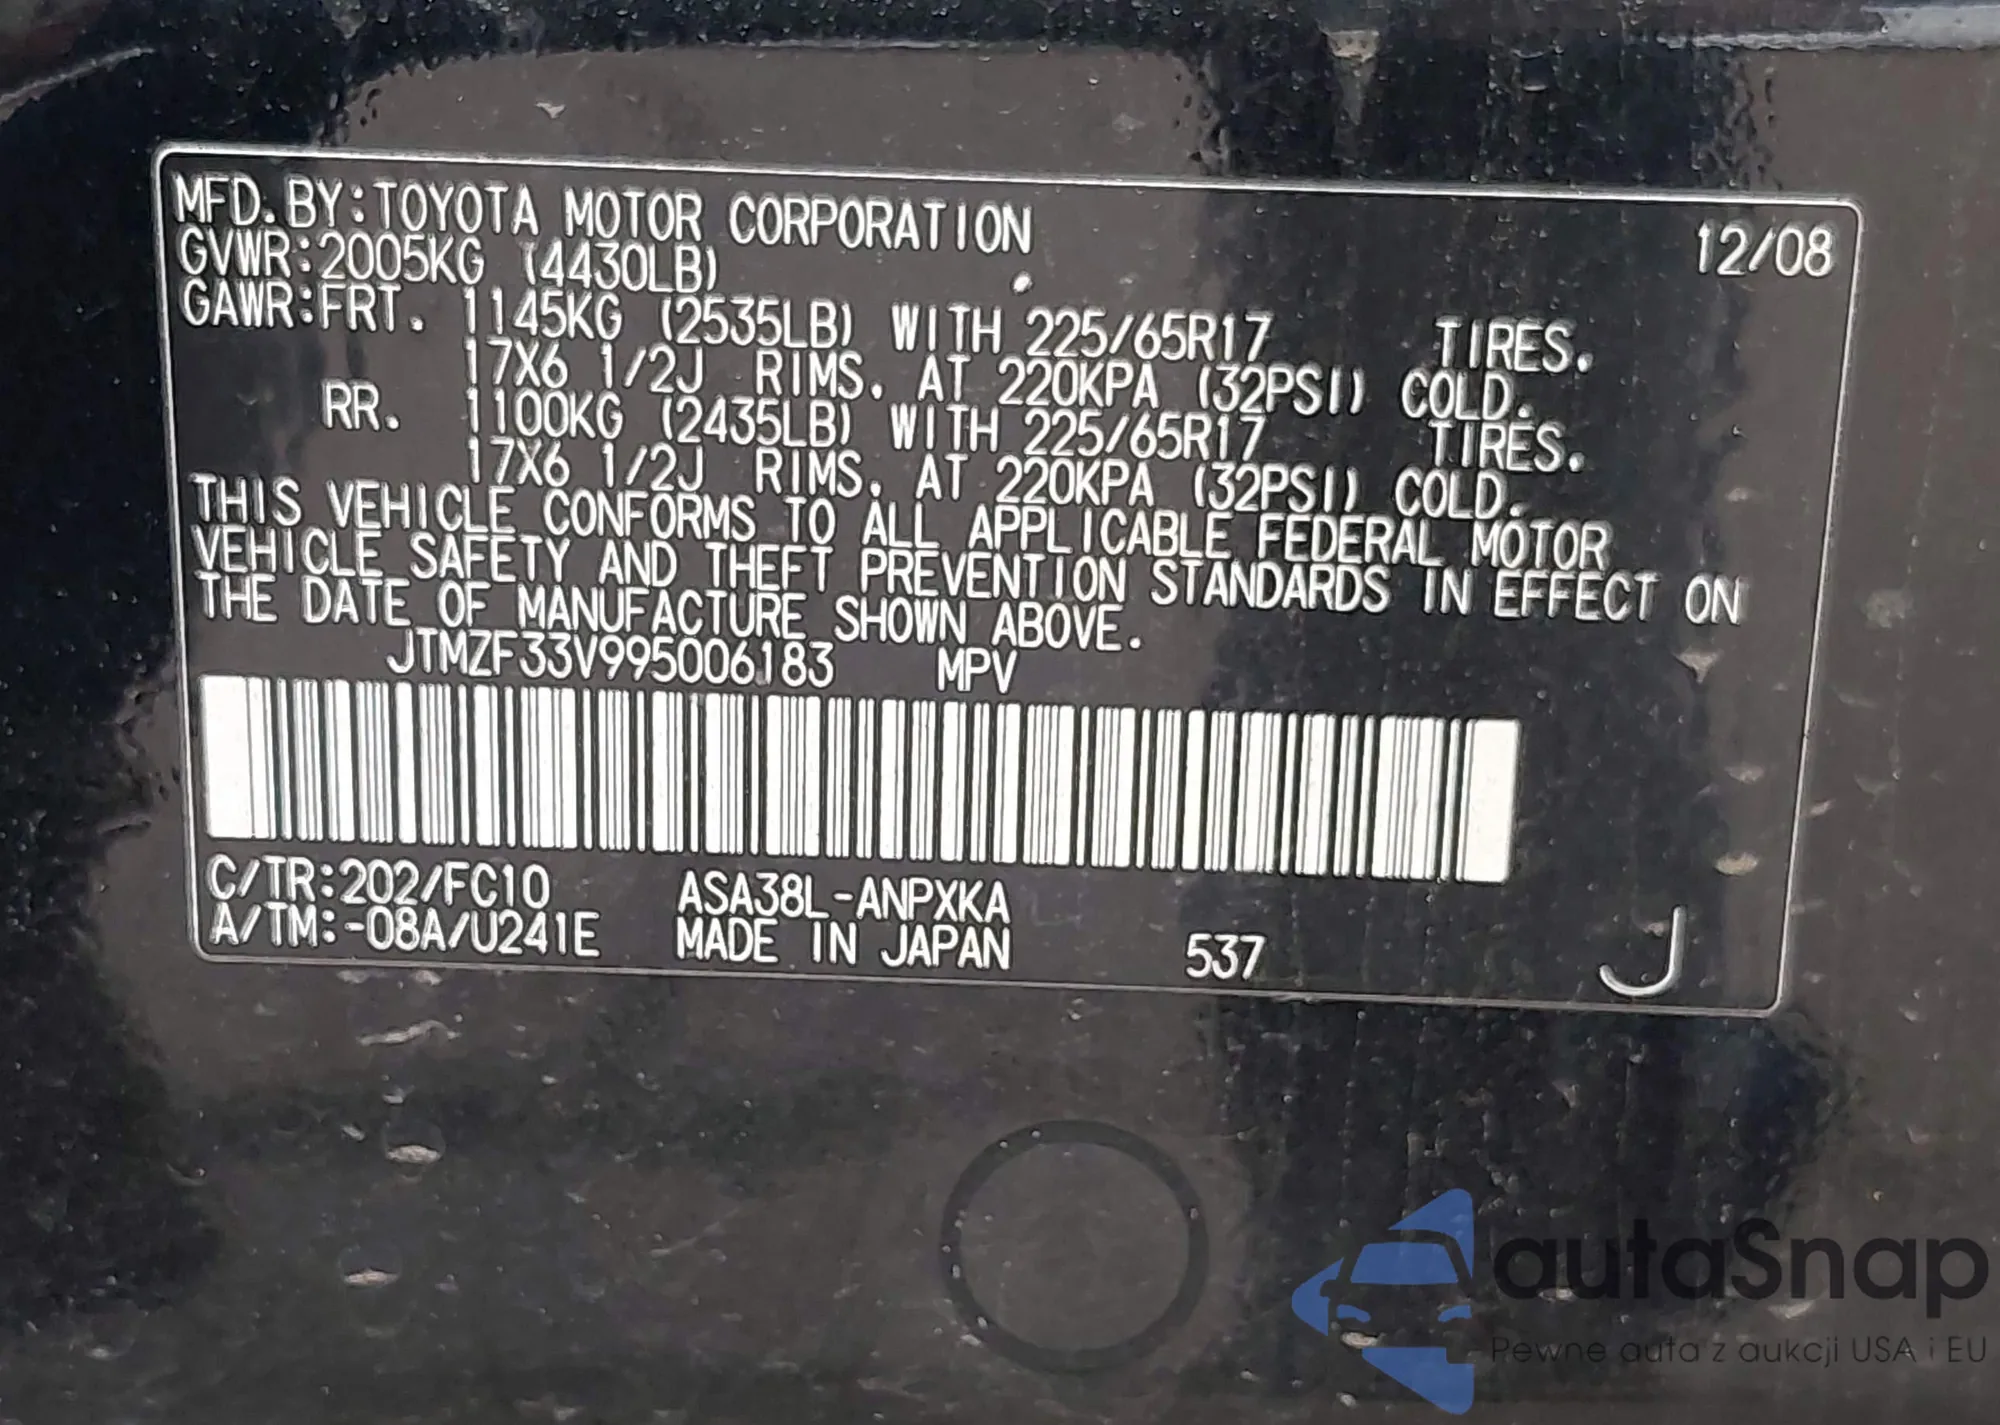 MFD.BY:TOYOTA MOTOR CORPORATION 12/08
GVWR:2005KG (4430LB)
GAWR:FRT. 1145KG (2535LB) WITH 225/65R17 TIRES.
17X6 1/2J RIMS. AT 220KPA (32PSI) COLD.
RR. 1100KG (2435LB) WITH 225/65R17 TIRES.
17X6 1/2J RIMS. AT 220KPA (32PSI) COLD.
THIS VEHICLE CONFORMS TO ALL APPLICABLE FEDERAL MOTOR
VEHICLE SAFETY AND THEFT PREVENTION STANDARDS IN EFFECT ON
THE DATE OF MANUFACTURE SHOWN ABOVE.
JTMZF33V995006183 MPV
C/TR:202/FC10 ASA38L-ANPXKA
A/TM:-08A/U241E MADE IN JAPAN 537 J
autaSnap
Pewne auta z aukcji USA i EU